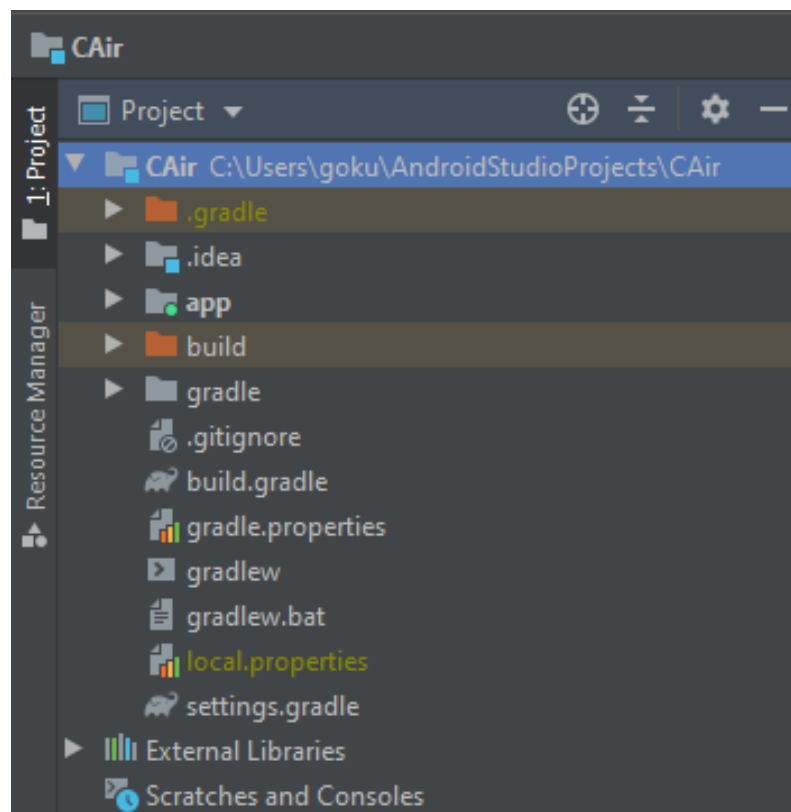 CAir
Project
1: Project
Resource Manager
CAir C:\Users\goku\AndroidStudioProjects\CAir
.gradle
.idea
app
build
gradle
.gitignore
build.gradle
gradle.properties
gradlew
gradlew.bat
local.properties
settings.gradle
External Libraries
Scratches and Consoles